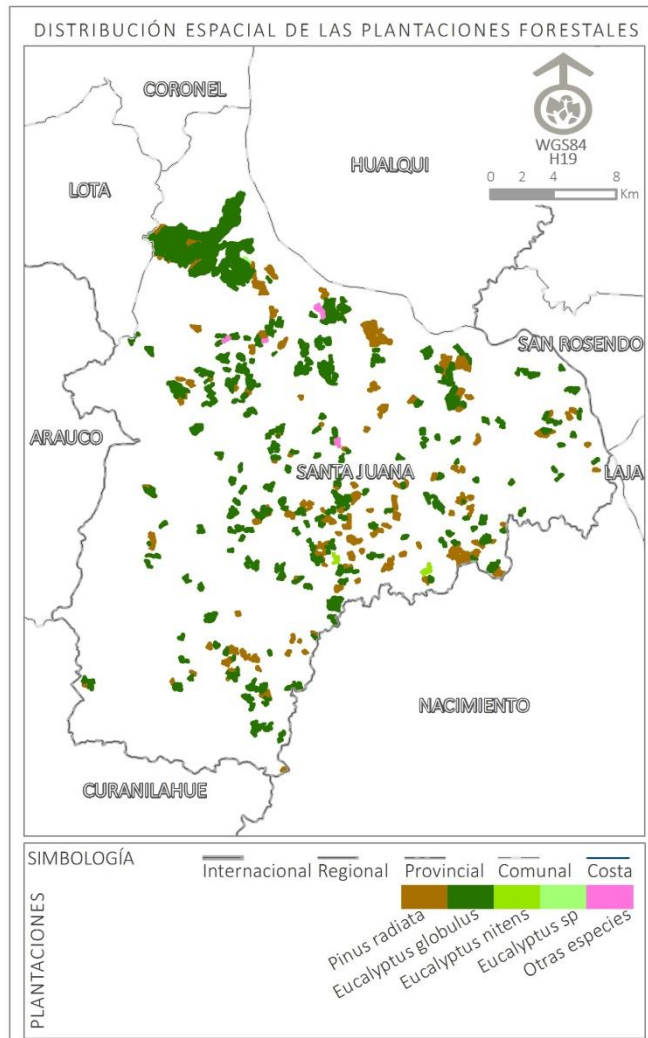 DISTRIBUCIÓN ESPACIAL DE LAS PLANTACIONES FORESTALES
CORONEL
WGS84
H19
HUALQUI
0 2 4 8
Km
LOTA
SAN ROSENDO
ARAUCO
SANTA JUANA
LAJA
NACIMIENTO
CURANILAHUE
SIMBOLOGÍA
Internacional Regional Provincial Comunal Costa
PLANTACIONES
Pinus radiata
Eucalyptus globulus
Eucalyptus nitens
Eucalyptus sp
Otras especies